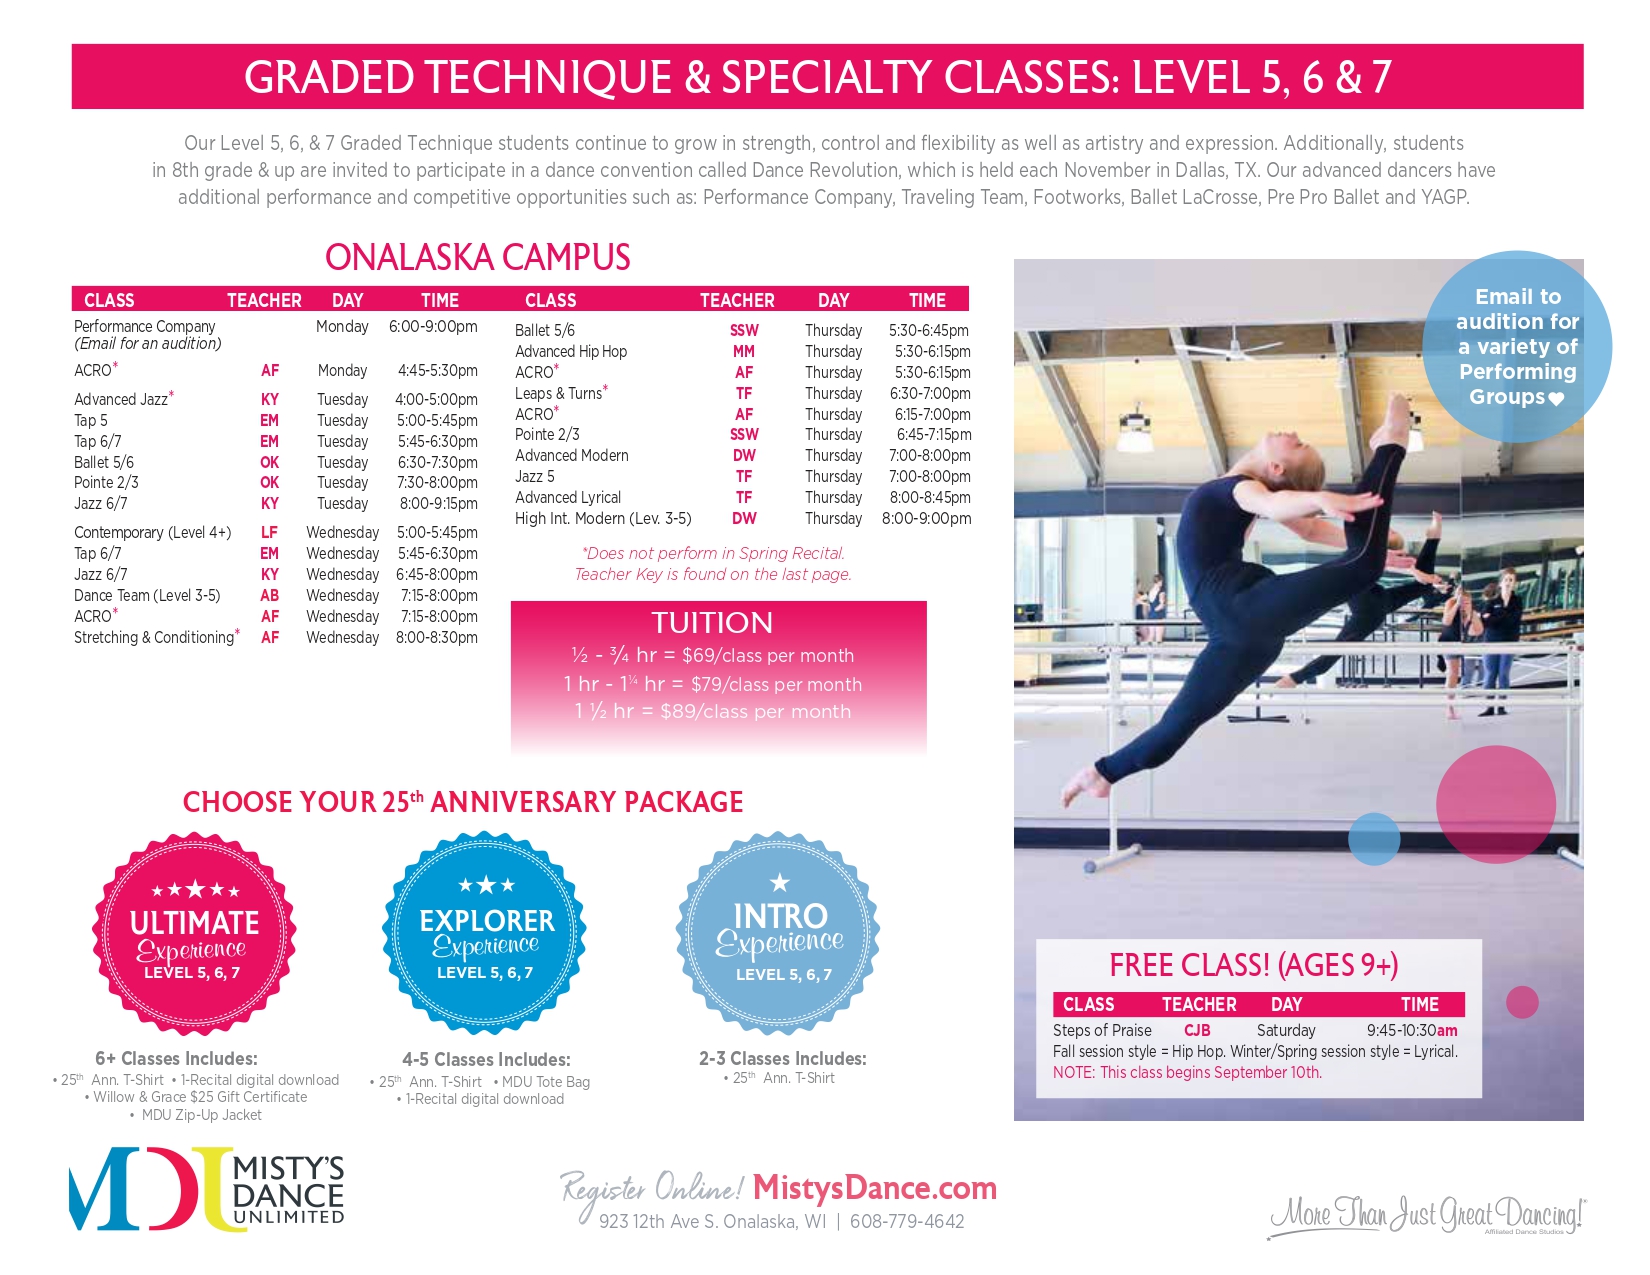 GRADED TECHNIQUE & SPECIALTY CLASSES: LEVEL 5, 6 & 7
Our Level 5, 6, & 7 Graded Technique students continue to grow in strength, control and flexibility as well as artistry and expression. Additionally, students
in 8th grade & up are invited to participate in a dance convention called Dance Revolution, which is held each November in Dallas, TX. Our advanced dancers have
additional performance and competitive opportunities such as: Performance Company, Traveling Team, Footworks, Ballet LaCrosse, Pre Pro Ballet and YAGP.
ONALASKA CAMPUS
CLASS TEACHER DAY TIME
Performance Company Monday 6:00-9:00pm
(Email for an audition)
ACRO* AF Monday 4:45-5:30pm
Advanced Jazz* KY Tuesday 4:00-5:00pm
Tap 5 EM Tuesday 5:00-5:45pm
Tap 6/7 EM Tuesday 5:45-6:30pm
Ballet 5/6 OK Tuesday 6:30-7:30pm
Pointe 2/3 OK Tuesday 7:30-8:00pm
Jazz 6/7 KY Tuesday 8:00-9:15pm
Contemporary (Level 4+) LF Wednesday 5:00-5:45pm
Tap 6/7 EM Wednesday 5:45-6:30pm
Jazz 6/7 KY Wednesday 6:45-8:00pm
Dance Team (Level 3-5) AB Wednesday 7:15-8:00pm
ACRO* AF Wednesday 7:15-8:00pm
Stretching & Conditioning* AF Wednesday 8:00-8:30pm
CLASS TEACHER DAY TIME
Ballet 5/6 SSW Thursday 5:30-6:45pm
Advanced Hip Hop MM Thursday 5:30-6:15pm
ACRO* AF Thursday 5:30-6:15pm
Leaps & Turns* TF Thursday 6:30-7:00pm
ACRO* AF Thursday 6:15-7:00pm
Pointe 2/3 SSW Thursday 6:45-7:15pm
Advanced Modern DW Thursday 7:00-8:00pm
Jazz 5 TF Thursday 7:00-8:00pm
Advanced Lyrical TF Thursday 8:00-8:45pm
High Int. Modern (Lev. 3-5) DW Thursday 8:00-9:00pm
*Does not perform in Spring Recital.
Teacher Key is found on the last page.
TUITION
½ - ¾ hr = $69/class per month
1 hr - 1¼ hr = $79/class per month
1 ½ hr = $89/class per month
Email to
audition for
a variety of
Performing
Groups
CHOOSE YOUR 25th ANNIVERSARY PACKAGE
ULTIMATE
Experience
LEVEL 5, 6, 7
6+ Classes Includes:
• 25th Ann. T-Shirt • 1-Recital digital download
• Willow & Grace $25 Gift Certificate
• MDU Zip-Up Jacket
EXPLORER
Experience
LEVEL 5, 6, 7
4-5 Classes Includes:
• 25th Ann. T-Shirt • MDU Tote Bag
• 1-Recital digital download
INTRO
Experience
LEVEL 5, 6, 7
2-3 Classes Includes:
• 25th Ann. T-Shirt
FREE CLASS! (AGES 9+)
CLASS TEACHER DAY TIME
Steps of Praise CJB Saturday 9:45-10:30am
Fall session style = Hip Hop. Winter/Spring session style = Lyrical.
NOTE: This class begins September 10th.
MDU
MISTY'S
DANCE
UNLIMITED
Register Online! MistysDance.com
923 12th Ave S. Onalaska, WI | 608-779-4642
More Than Just Great Dancing!
Affiliated Dance Studios